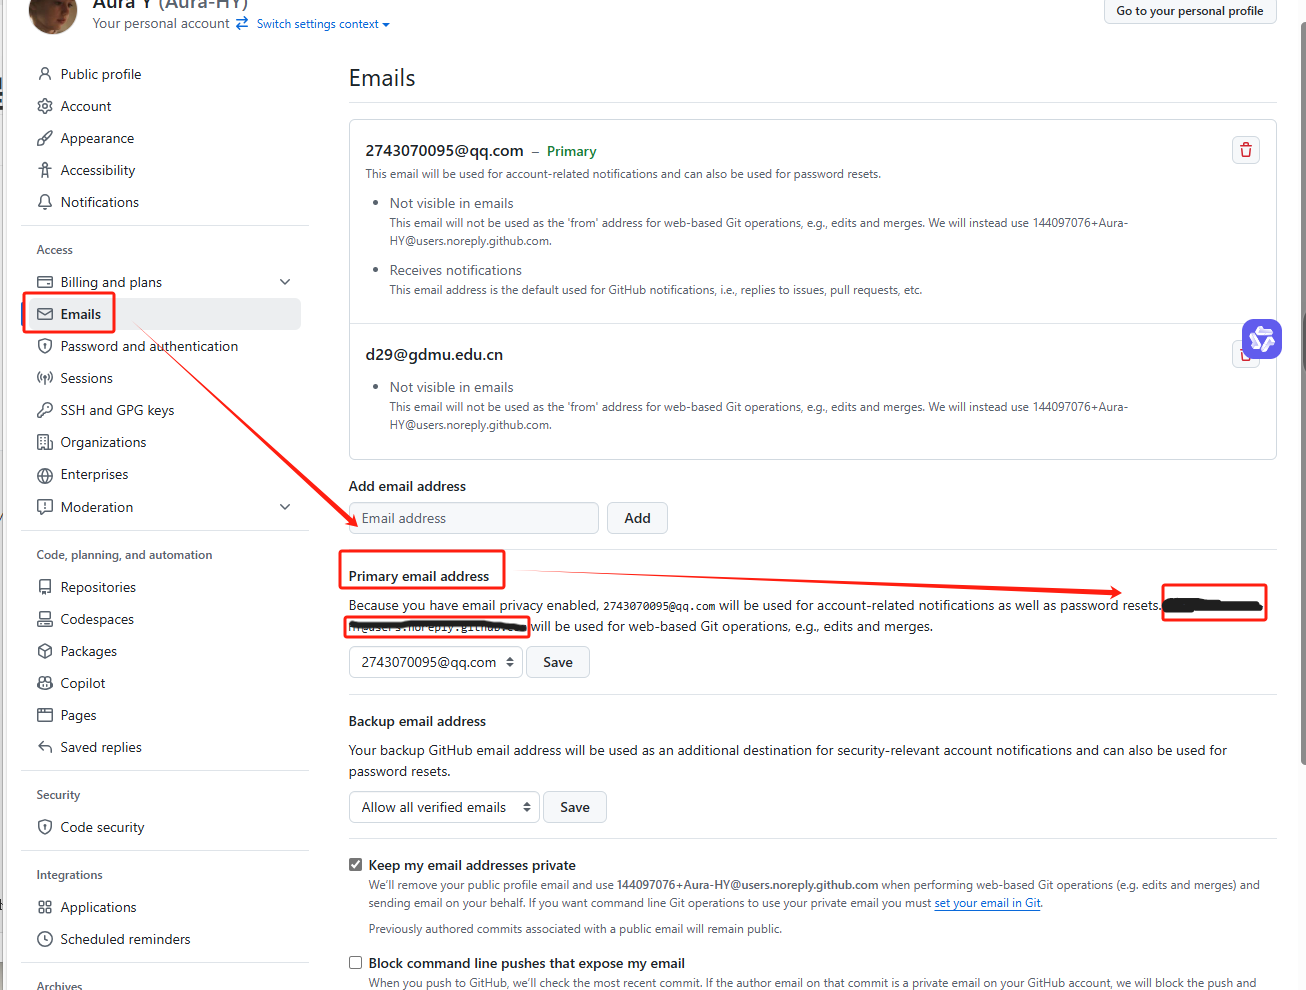 Aura Y (Aura-HY)
Your personal account
Switch settings context
Go to your personal profile
Public profile
Account
Appearance
Accessibility
Notifications
Access
Billing and plans
Emails
Password and authentication
Sessions
SSH and GPG keys
Organizations
Enterprises
Moderation
Code, planning, and automation
Repositories
Codespaces
Packages
Copilot
Pages
Saved replies
Security
Code security
Integrations
Applications
Scheduled reminders
Archives
Emails
2743070095@qq.com – Primary
This email will be used for account-related notifications and can also be used for password resets.
Not visible in emails
This email will not be used as the 'from' address for web-based Git operations, e.g., edits and merges. We will instead use 144097076+Aura-
HY@users.noreply.github.com.
Receives notifications
This email address is the default used for GitHub notifications, i.e., replies to issues, pull requests, etc.
d29@gdmu.edu.cn
Not visible in emails
This email will not be used as the 'from' address for web-based Git operations, e.g., edits and merges. We will instead use 144097076+Aura-
HY@users.noreply.github.com.
Add email address
Email address
Add
Primary email address
Because you have email privacy enabled, 2743070095@qq.com will be used for account-related notifications as well as password resets.
will be used for web-based Git operations, e.g., edits and merges.
2743070095@qq.com
Save
Backup email address
Your backup GitHub email address will be used as an additional destination for security-relevant account notifications and can also be used for
password resets.
Allow all verified emails
Save
Keep my email addresses private
We'll remove your public profile email and use 144097076+Aura-HY@users.noreply.github.com when performing web-based Git operations (e.g. edits and merges) and
sending email on your behalf. If you want command line Git operations to use your private email you must set your email in Git.
Previously authored commits associated with a public email will remain public.
Block command line pushes that expose my email
When you push to GitHub, we'll check the most recent commit. If the author email on that commit is a private email on your GitHub account, we will block the push and